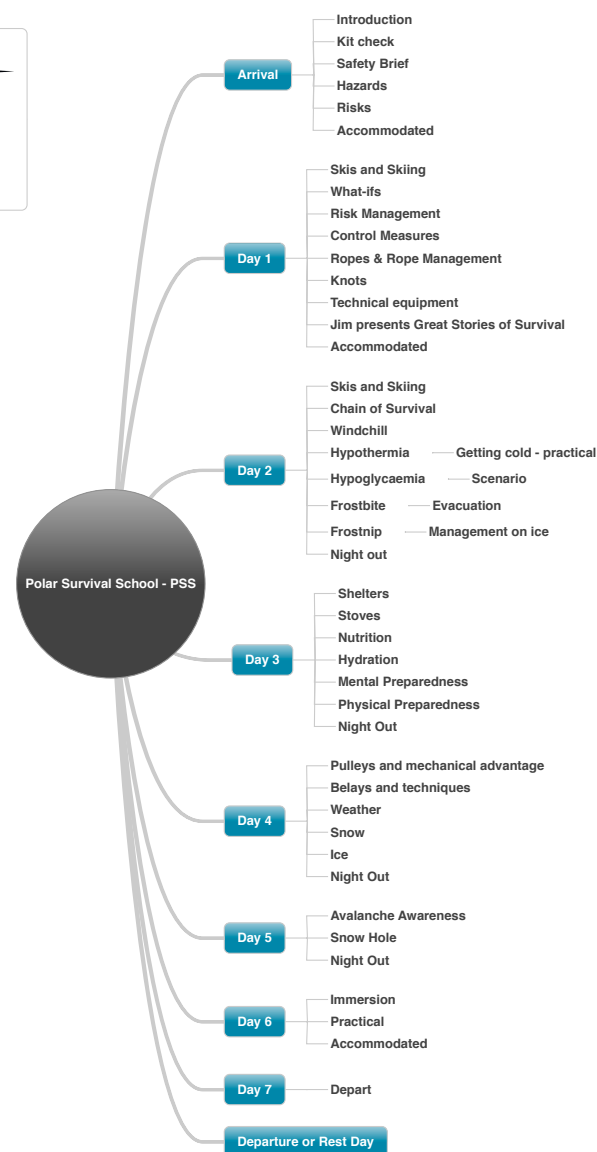 Polar Survival School - PSS
Arrival
Introduction
Kit check
Safety Brief
Hazards
Risks
Accommodated
Day 1
Skis and Skiing
What-ifs
Risk Management
Control Measures
Ropes & Rope Management
Knots
Technical equipment
Jim presents Great Stories of Survival
Accommodated
Day 2
Skis and Skiing
Chain of Survival
Windchill
Hypothermia Getting cold - practical
Hypoglycaemia Scenario
Frostbite Evacuation
Frostnip Management on ice
Night out
Day 3
Shelters
Stoves
Nutrition
Hydration
Mental Preparedness
Physical Preparedness
Night Out
Day 4
Pulleys and mechanical advantage
Belays and techniques
Weather
Snow
Ice
Night Out
Day 5
Avalanche Awareness
Snow Hole
Night Out
Day 6
Immersion
Practical
Accommodated
Day 7
Depart
Departure or Rest Day